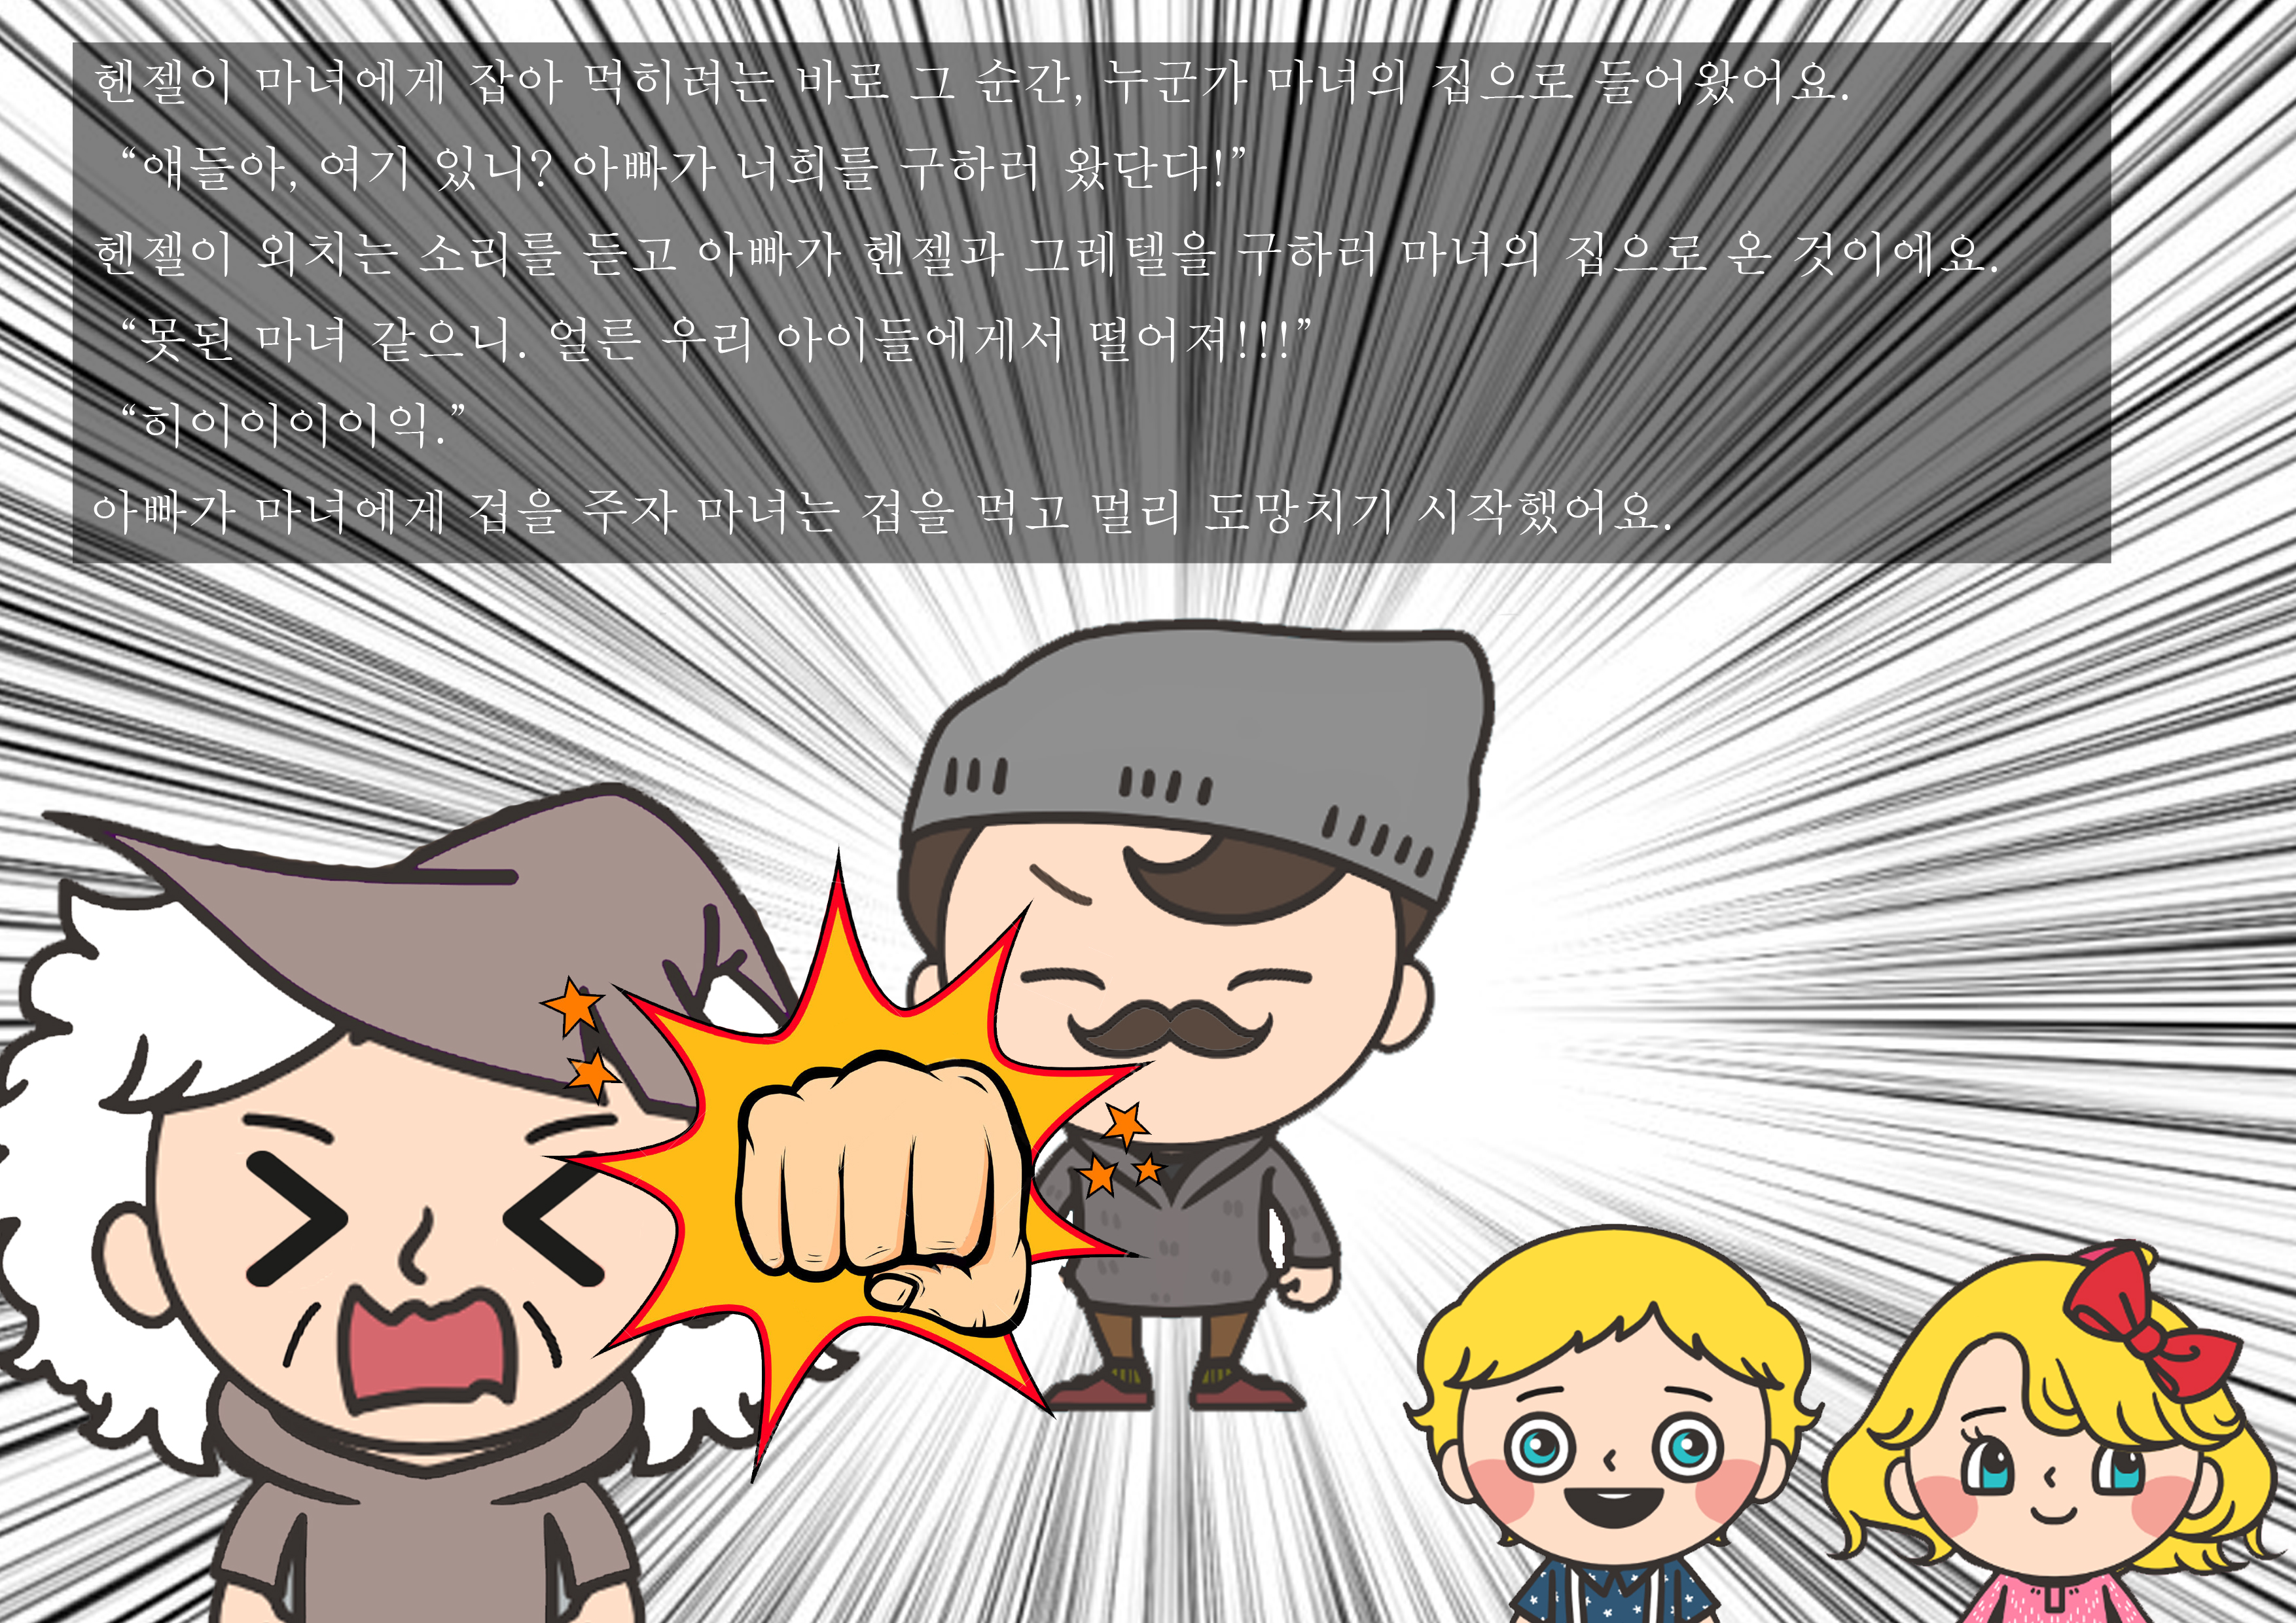 헨젤이 마녀에게 잡아 먹히려는 바로 그 순간, 누군가 마녀의 집으로 들어왔어요.
“얘들아, 여기 있니? 아빠가 너희를 구하러 왔단다!”
헨젤이 외치는 소리를 듣고 아빠가 헨젤과 그레텔을 구하러 마녀의 집으로 온 것이에요.
“못된 마녀 같으니. 얼른 우리 아이들에게서 떨어져!!!”
“히이이이이익.”
아빠가 마녀에게 겁을 주자 마녀는 겁을 먹고 멀리 도망치기 시작했어요.